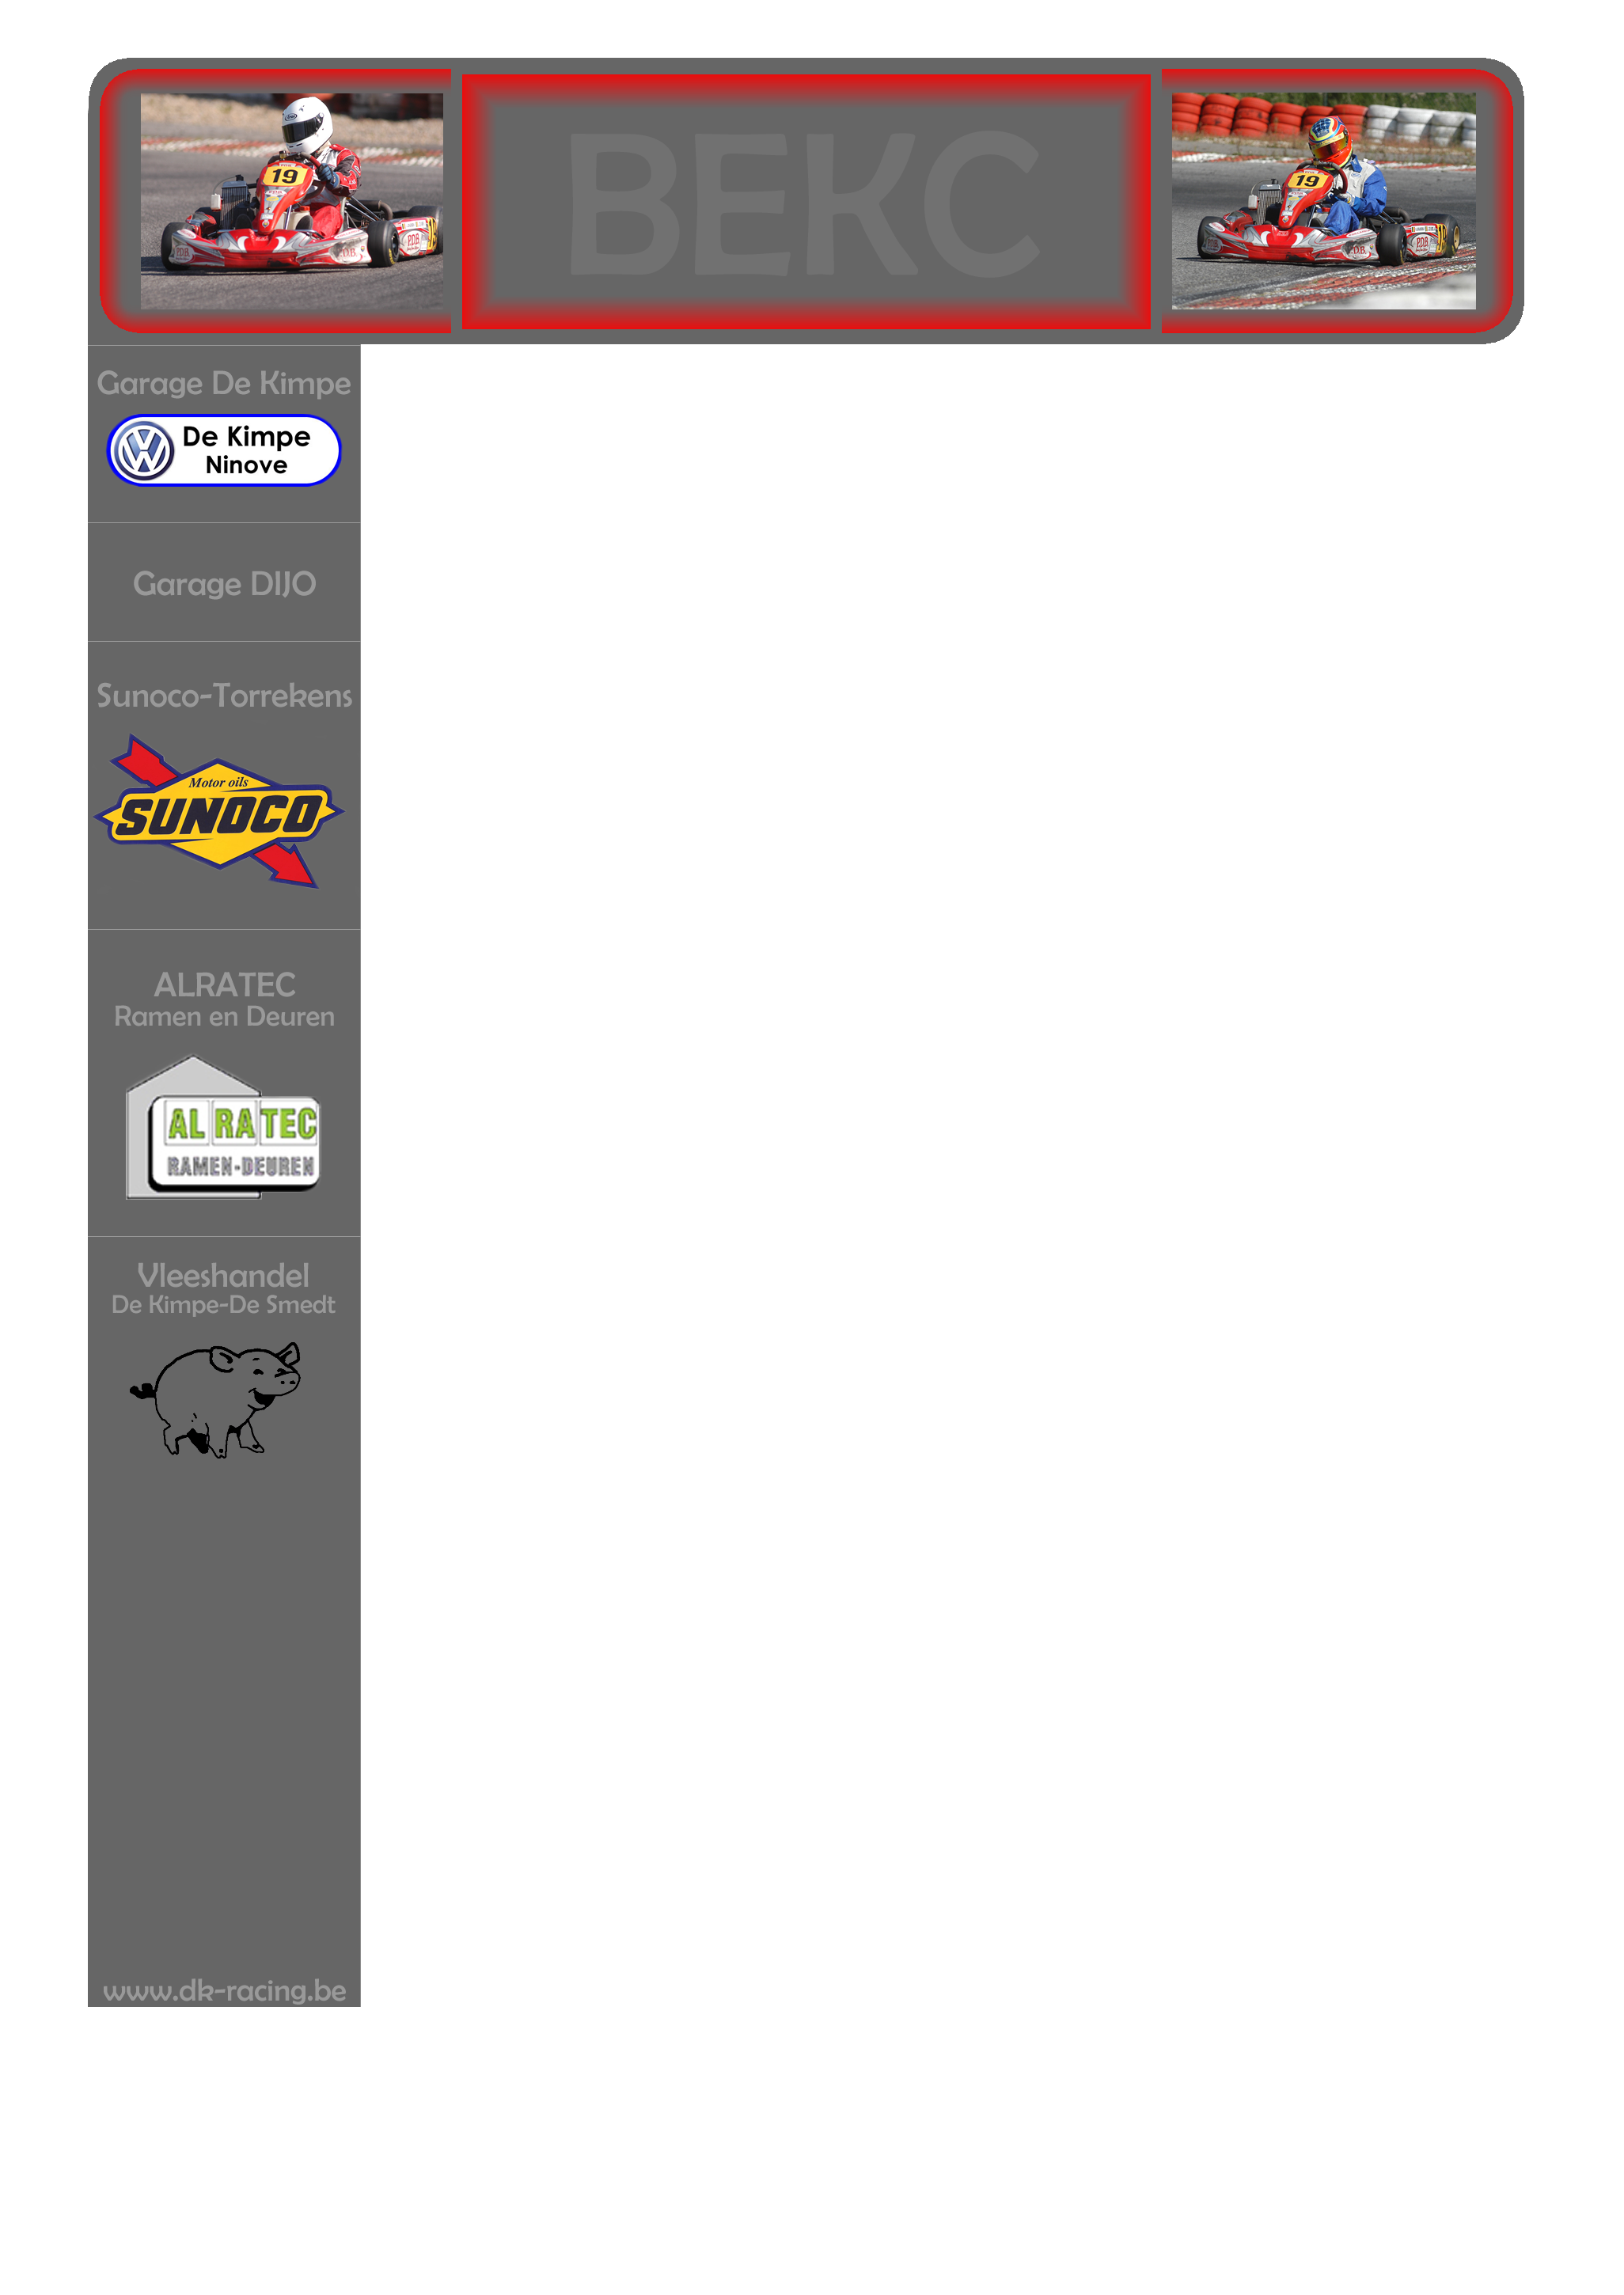 BEKC
19
19
Garage De Kimpe
De Kimpe
Ninove
Garage DIJO
Sunoco-Torrekens
Motor oils
SUNOCO
ALRATEC
Ramen en Deuren
AL RA TEC
RAMEN-DEUREN
Vleeshandel
De Kimpe-De Smedt
www.dk-racing.be